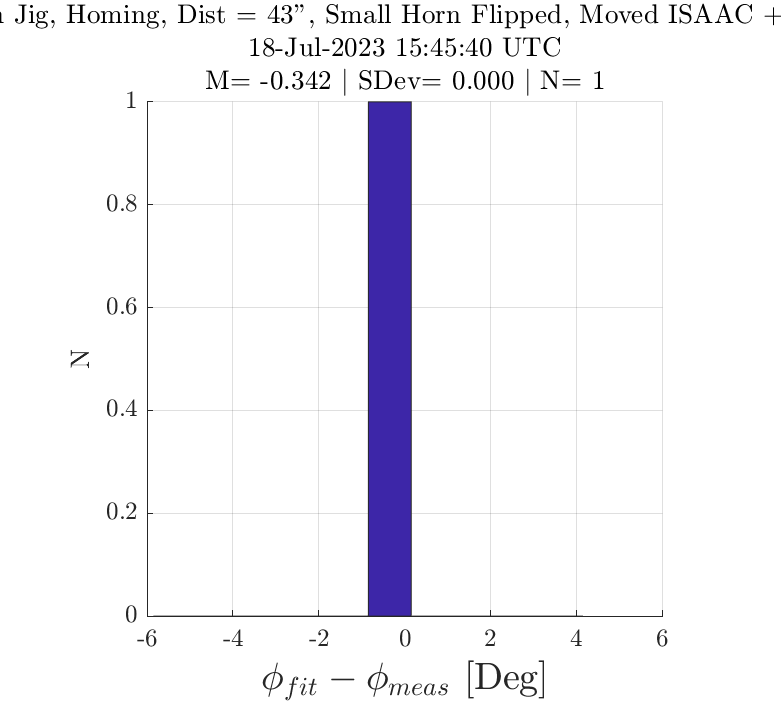 Jig, Homing, Dist = 43”, Small Horn Flipped, Moved ISAAC +
18-Jul-2023 15:45:40 UTC
M= -0.342 | SDev= 0.000 | N= 1
1
0.8
0.6
0.4
0.2
0
N
-6 -4 -2 0 2 4 6
ϕ_fit − ϕ_meas [Deg]